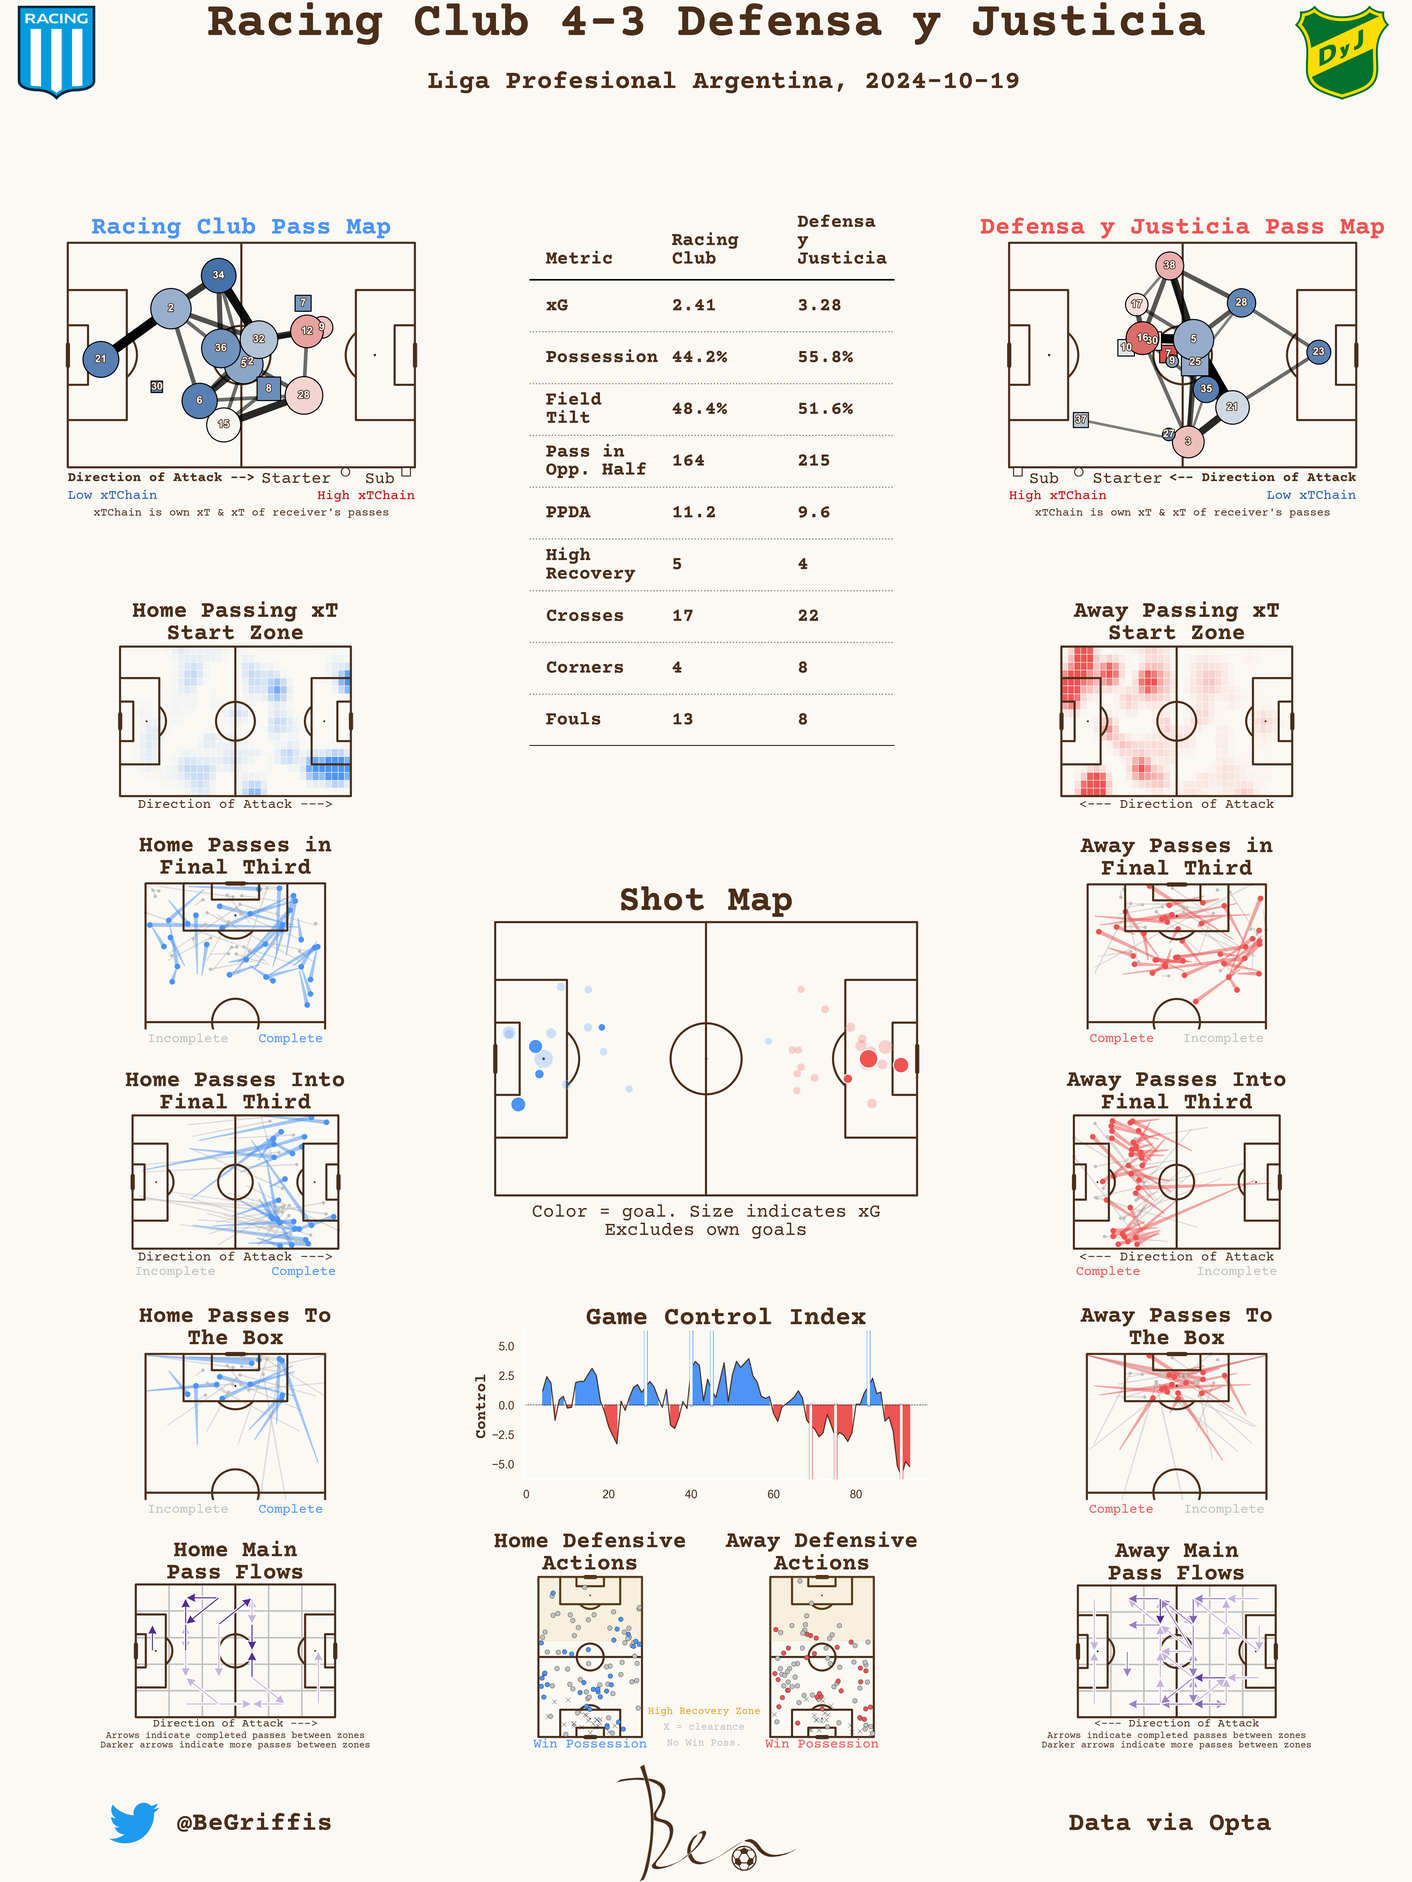 Racing Club 4-3 Defensa y Justicia
Liga Profesional Argentina, 2024-10-19
RACING
DyJ
Racing Club Pass Map
34
2
7
9
12
32
36
5
21
30
8
6
28
15
Direction of Attack --> Starter Sub
Low xTChain High xTChain
xTChain is own xT & xT of receiver's passes
Metric Racing Club Defensa y Justicia
xG 2.41 3.28
Possession 44.2% 55.8%
Field Tilt 48.4% 51.6%
Pass in Opp. Half 164 215
PPDA 11.2 9.6
High Recovery 5 4
Crosses 17 22
Corners 4 8
Fouls 13 8
Defensa y Justicia Pass Map
38
17
28
16
30
5
10
7
9
25
23
35
21
37
27
3
Sub Starter <-- Direction of Attack
High xTChain Low xTChain
xTChain is own xT & xT of receiver's passes
Home Passing xT
Start Zone
Direction of Attack --->
Away Passing xT
Start Zone
<--- Direction of Attack
Home Passes in
Final Third
Incomplete Complete
Away Passes in
Final Third
Complete Incomplete
Shot Map
Color = goal. Size indicates xG
Excludes own goals
Home Passes Into
Final Third
Direction of Attack --->
Incomplete Complete
Away Passes Into
Final Third
<--- Direction of Attack
Complete Incomplete
Home Passes To
The Box
Incomplete Complete
Game Control Index
Control
5.0
2.5
0.0
−2.5
−5.0
0 20 40 60 80
Away Passes To
The Box
Complete Incomplete
Home Main
Pass Flows
Direction of Attack --->
Arrows indicate completed passes between zones
Darker arrows indicate more passes between zones
Home Defensive
Actions
Win Possession
High Recovery Zone
X = clearance
No Win Poss.
Away Defensive
Actions
Win Possession
Away Main
Pass Flows
<--- Direction of Attack
Arrows indicate completed passes between zones
Darker arrows indicate more passes between zones
@BeGriffis
Ben
Data via Opta